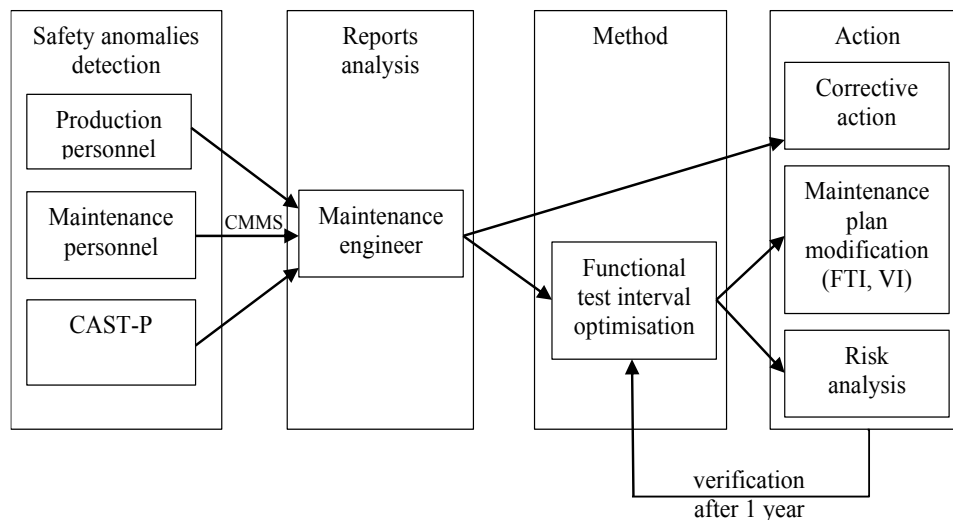 Safety anomalies
detection
Production
personnel
Maintenance
personnel
CAST-P
CMMS
Reports
analysis
Maintenance
engineer
Method
Functional
test interval
optimisation
Action
Corrective
action
Maintenance
plan
modification
(FTI, VI)
Risk
analysis
verification
after 1 year